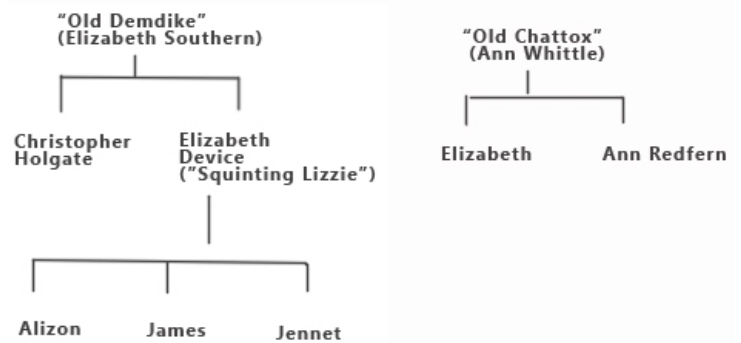 “Old Demdike”
(Elizabeth Southern)
“Old Chattox”
(Ann Whittle)
Christopher
Holgate
Elizabeth
Device
(”Squinting Lizzie”)
Elizabeth
Ann Redfern
Alizon
James
Jennet